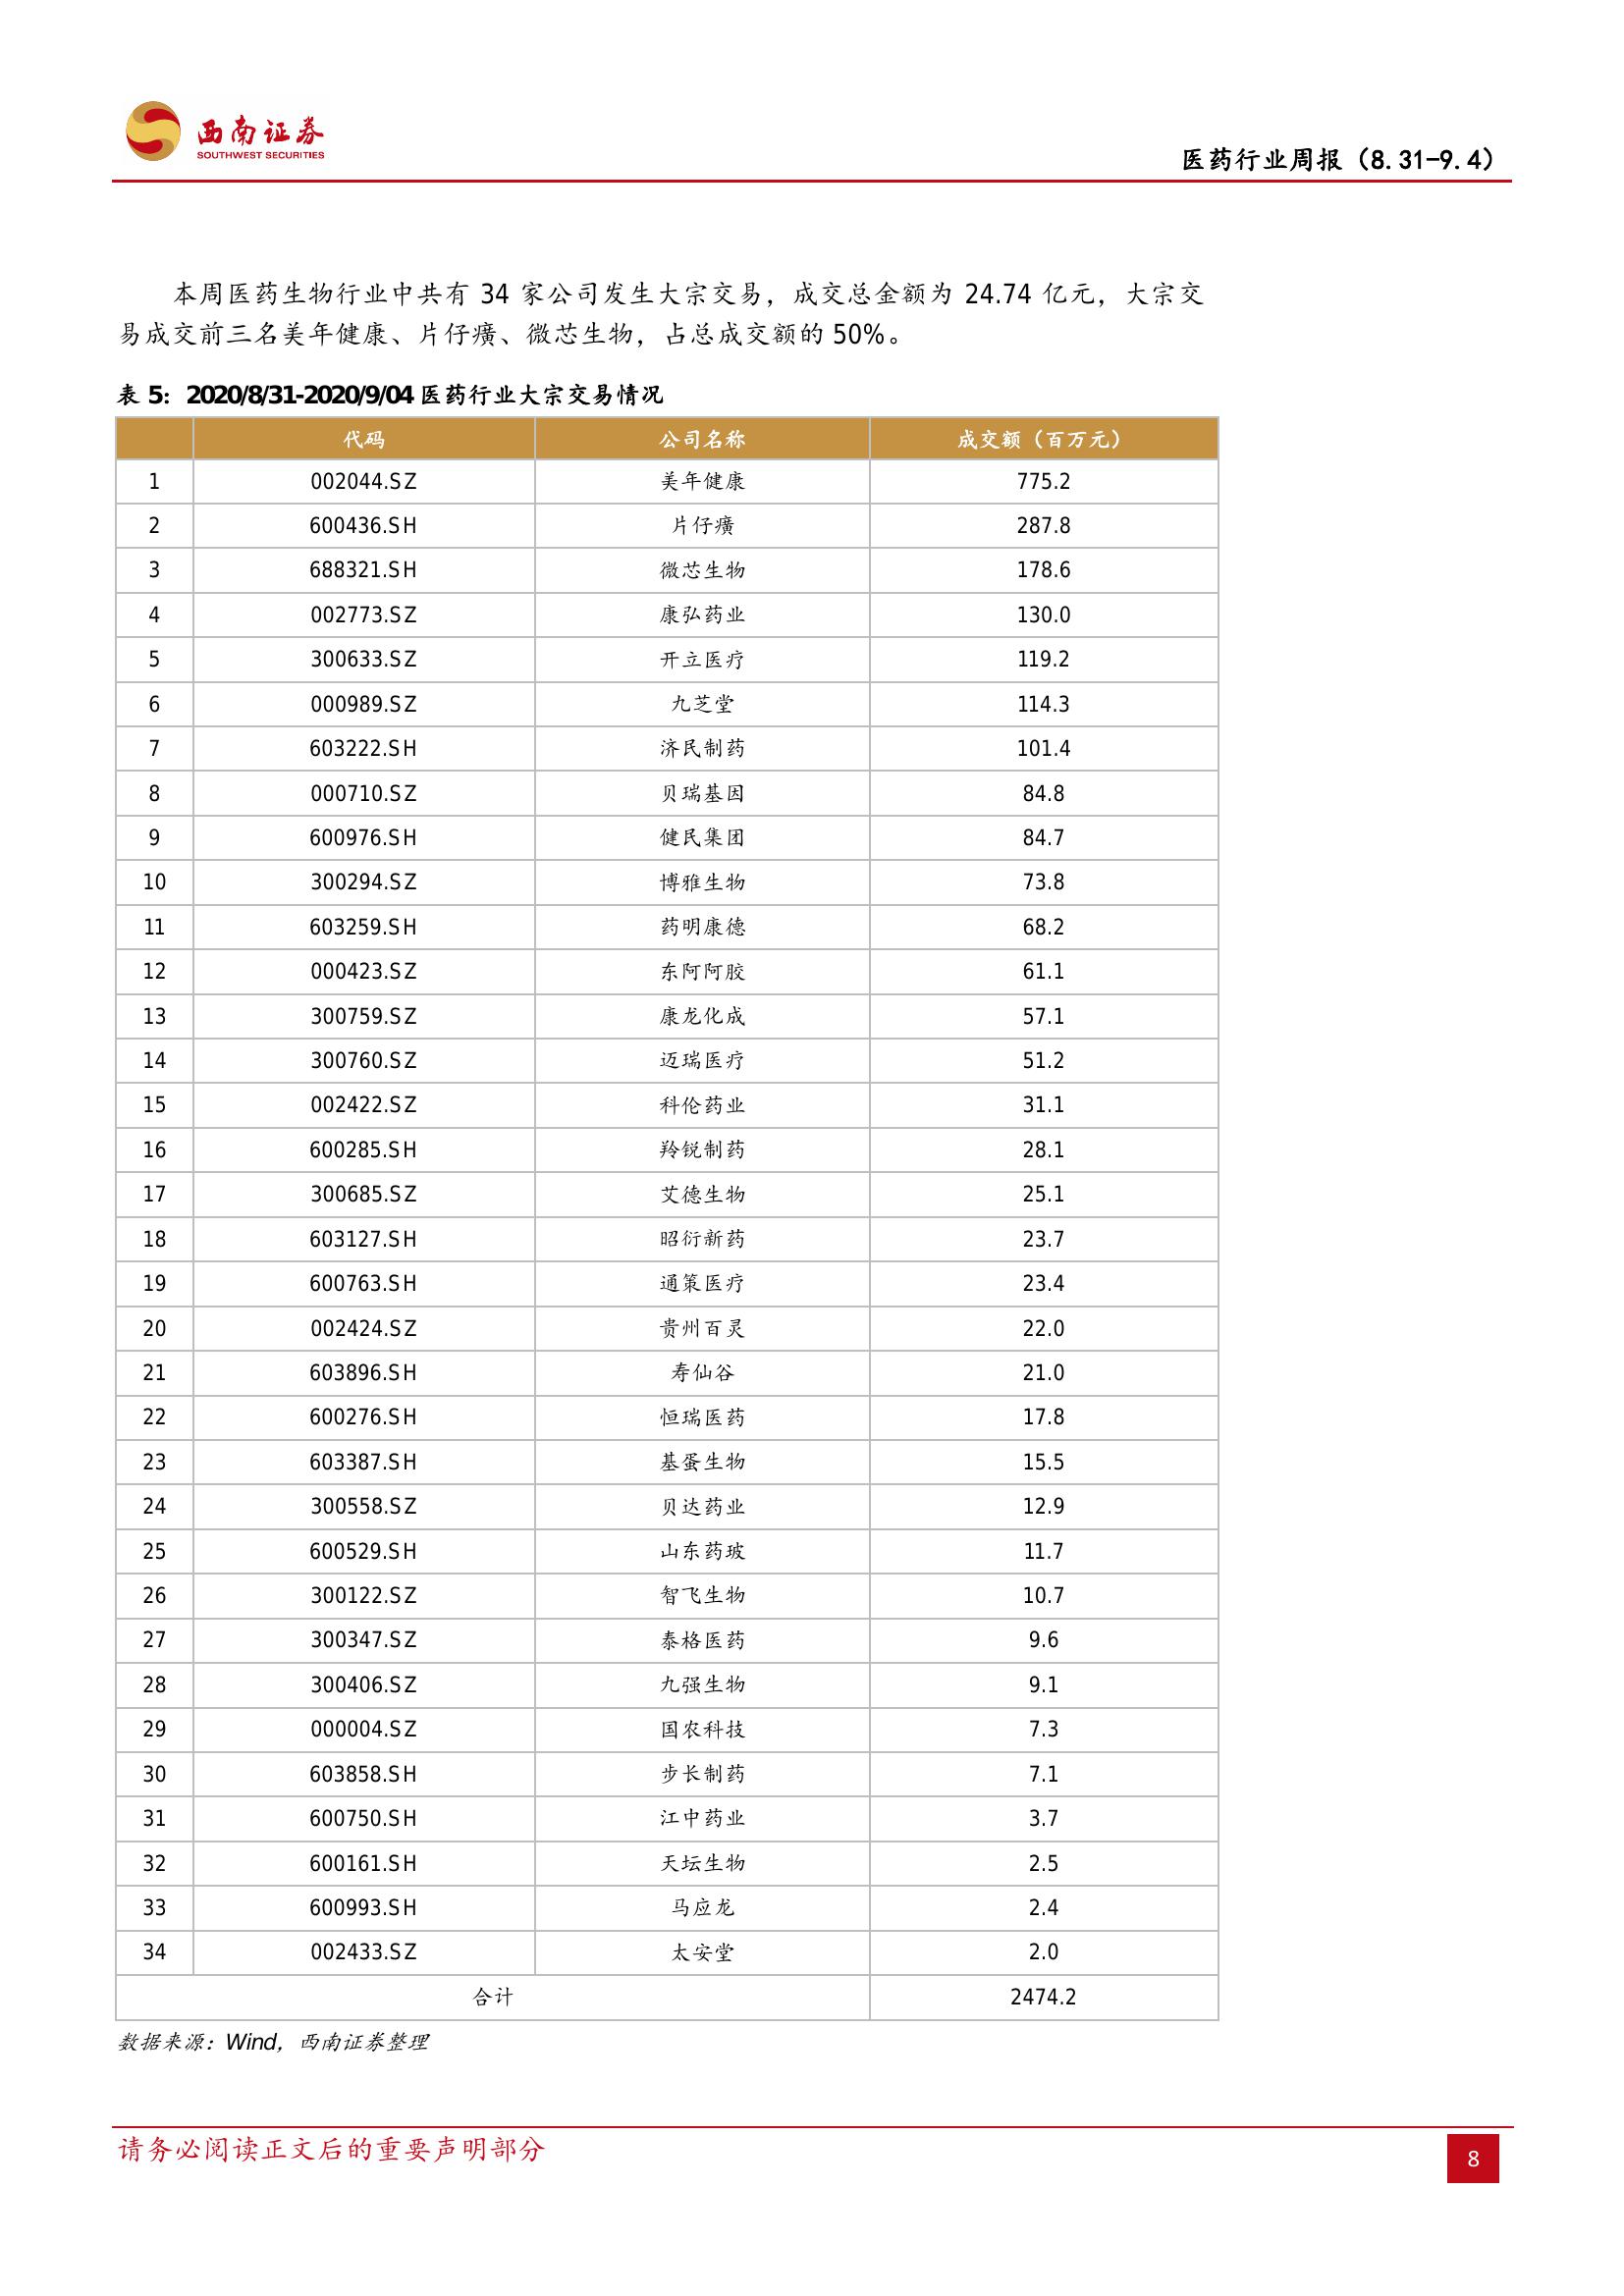 西南证券
SOUTHWEST SECURITIES
医药行业周报（8.31-9.4）
本周医药生物行业中共有 34 家公司发生大宗交易，成交总金额为 24.74 亿元，大宗交
易成交前三名美年健康、片仔癀、微芯生物，占总成交额的 50%。
表 5：2020/8/31-2020/9/04 医药行业大宗交易情况
代码 公司名称 成交额（百万元）
1 002044.SZ 美年健康 775.2
2 600436.SH 片仔癀 287.8
3 688321.SH 微芯生物 178.6
4 002773.SZ 康弘药业 130.0
5 300633.SZ 开立医疗 119.2
6 000989.SZ 九芝堂 114.3
7 603222.SH 济民制药 101.4
8 000710.SZ 贝瑞基因 84.8
9 600976.SH 健民集团 84.7
10 300294.SZ 博雅生物 73.8
11 603259.SH 药明康德 68.2
12 000423.SZ 东阿阿胶 61.1
13 300759.SZ 康龙化成 57.1
14 300760.SZ 迈瑞医疗 51.2
15 002422.SZ 科伦药业 31.1
16 600285.SH 羚锐制药 28.1
17 300685.SZ 艾德生物 25.1
18 603127.SH 昭衍新药 23.7
19 600763.SH 通策医疗 23.4
20 002424.SZ 贵州百灵 22.0
21 603896.SH 寿仙谷 21.0
22 600276.SH 恒瑞医药 17.8
23 603387.SH 基蛋生物 15.5
24 300558.SZ 贝达药业 12.9
25 600529.SH 山东药玻 11.7
26 300122.SZ 智飞生物 10.7
27 300347.SZ 泰格医药 9.6
28 300406.SZ 九强生物 9.1
29 000004.SZ 国农科技 7.3
30 603858.SH 步长制药 7.1
31 600750.SH 江中药业 3.7
32 600161.SH 天坛生物 2.5
33 600993.SH 马应龙 2.4
34 002433.SZ 太安堂 2.0
合计 2474.2
数据来源：Wind，西南证券整理
请务必阅读正文后的重要声明部分
8